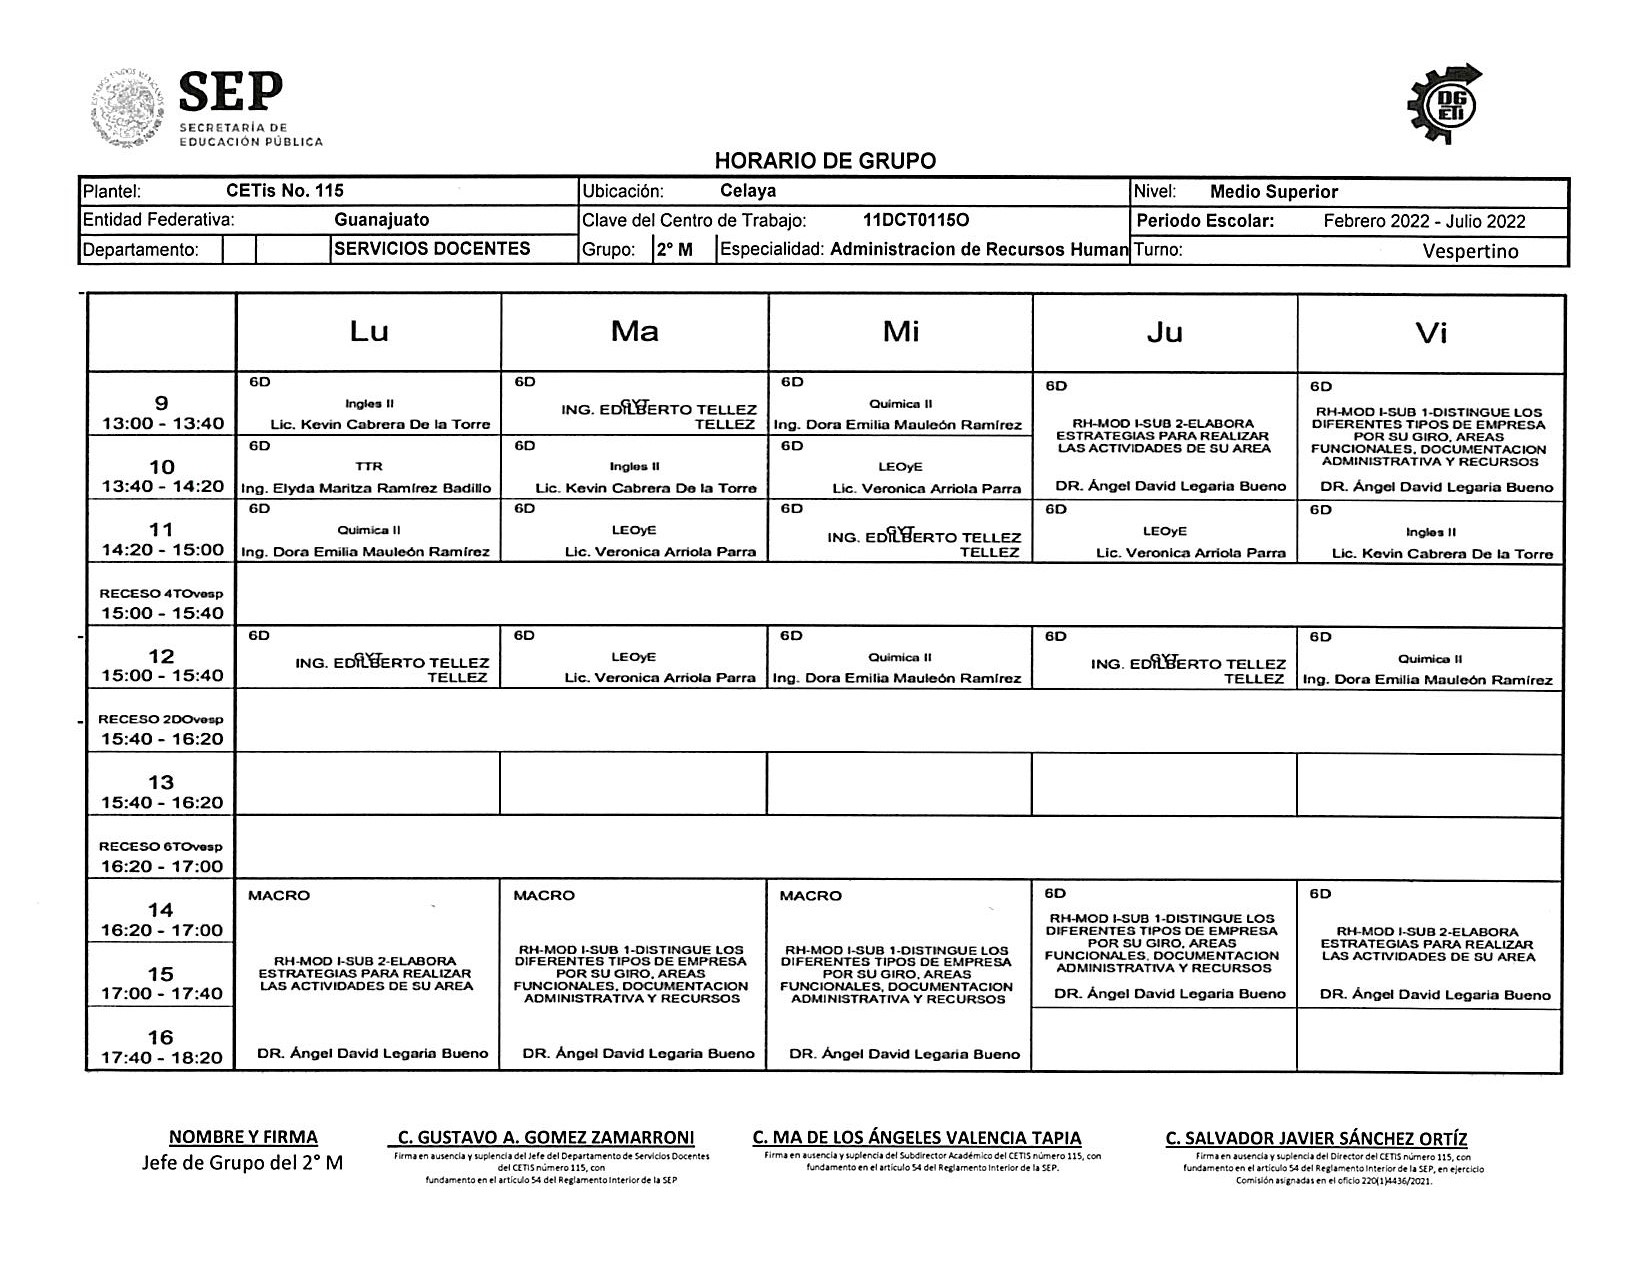 SEP
SECRETARÍA DE
EDUCACIÓN PÚBLICA
DG
ETi
HORARIO DE GRUPO
Plantel: CETis No. 115 Ubicación: Celaya Nivel: Medio Superior
Entidad Federativa: Guanajuato Clave del Centro de Trabajo: 11DCT0115O Periodo Escolar: Febrero 2022 - Julio 2022
Departamento: SERVICIOS DOCENTES Grupo: 2° M Especialidad: Administracion de Recursos Human Turno: Vespertino
Lu Ma Mi Ju Vi
9
13:00 - 13:40
6D
Ingles II
Lic. Kevin Cabrera De la Torre
6D
GYT
ING. EDILBERTO TELLEZ
TELLEZ
6D
Quimica II
Ing. Dora Emilia Mauleón Ramírez
6D
RH-MOD I-SUB 2-ELABORA
ESTRATEGIAS PARA REALIZAR
LAS ACTIVIDADES DE SU AREA
DR. Ángel David Legaria Bueno
6D
RH-MOD I-SUB 1-DISTINGUE LOS
DIFERENTES TIPOS DE EMPRESA
POR SU GIRO, AREAS
FUNCIONALES, DOCUMENTACION
ADMINISTRATIVA Y RECURSOS
DR. Ángel David Legaria Bueno
10
13:40 - 14:20
6D
TTR
Ing. Elyda Maritza Ramírez Badillo
6D
Ingles II
Lic. Kevin Cabrera De la Torre
6D
LEOyE
Lic. Veronica Arriola Parra
11
14:20 - 15:00
6D
Quimica II
Ing. Dora Emilia Mauleón Ramírez
6D
LEOyE
Lic. Veronica Arriola Parra
6D
GYT
ING. EDILBERTO TELLEZ
TELLEZ
6D
LEOyE
Lic. Veronica Arriola Parra
6D
Ingles II
Lic. Kevin Cabrera De la Torre
RECESO 4TOvesp
15:00 - 15:40
12
15:00 - 15:40
6D
GYT
ING. EDILBERTO TELLEZ
TELLEZ
6D
LEOyE
Lic. Veronica Arriola Parra
6D
Quimica II
Ing. Dora Emilia Mauleón Ramírez
6D
GYT
ING. EDILBERTO TELLEZ
TELLEZ
6D
Quimica II
Ing. Dora Emilia Mauleón Ramírez
RECESO 2DOvesp
15:40 - 16:20
13
15:40 - 16:20
RECESO 6TOvesp
16:20 - 17:00
14
16:20 - 17:00
15
17:00 - 17:40
16
17:40 - 18:20
MACRO
RH-MOD I-SUB 2-ELABORA
ESTRATEGIAS PARA REALIZAR
LAS ACTIVIDADES DE SU AREA
DR. Ángel David Legaria Bueno
MACRO
RH-MOD I-SUB 1-DISTINGUE LOS
DIFERENTES TIPOS DE EMPRESA
POR SU GIRO, AREAS
FUNCIONALES, DOCUMENTACION
ADMINISTRATIVA Y RECURSOS
DR. Ángel David Legaria Bueno
MACRO
RH-MOD I-SUB 1-DISTINGUE LOS
DIFERENTES TIPOS DE EMPRESA
POR SU GIRO, AREAS
FUNCIONALES, DOCUMENTACION
ADMINISTRATIVA Y RECURSOS
DR. Ángel David Legaria Bueno
6D
RH-MOD I-SUB 1-DISTINGUE LOS
DIFERENTES TIPOS DE EMPRESA
POR SU GIRO, AREAS
FUNCIONALES, DOCUMENTACION
ADMINISTRATIVA Y RECURSOS
DR. Ángel David Legaria Bueno
6D
RH-MOD I-SUB 2-ELABORA
ESTRATEGIAS PARA REALIZAR
LAS ACTIVIDADES DE SU AREA
DR. Ángel David Legaria Bueno
NOMBRE Y FIRMA
Jefe de Grupo del 2° M
C. GUSTAVO A. GOMEZ ZAMARRONI
Firma en ausencia y suplencia del Jefe del Departamento de Servicios Docentes
del CETIS número 115, con
fundamento en el artículo 54 del Reglamento Interior de la SEP
C. MA DE LOS ÁNGELES VALENCIA TAPIA
Firma en ausencia y suplencia del Subdirector Académico del CETIS número 115, con
fundamento en el artículo 54 del Reglamento Interior de la SEP.
C. SALVADOR JAVIER SÁNCHEZ ORTÍZ
Firma en ausencia y suplencia del Director del CETIS número 115, con
fundamento en el artículo 54 del Reglamento Interior de la SEP, en ejercicio
Comisión asignadas en el oficio 220(1)4436/2021.